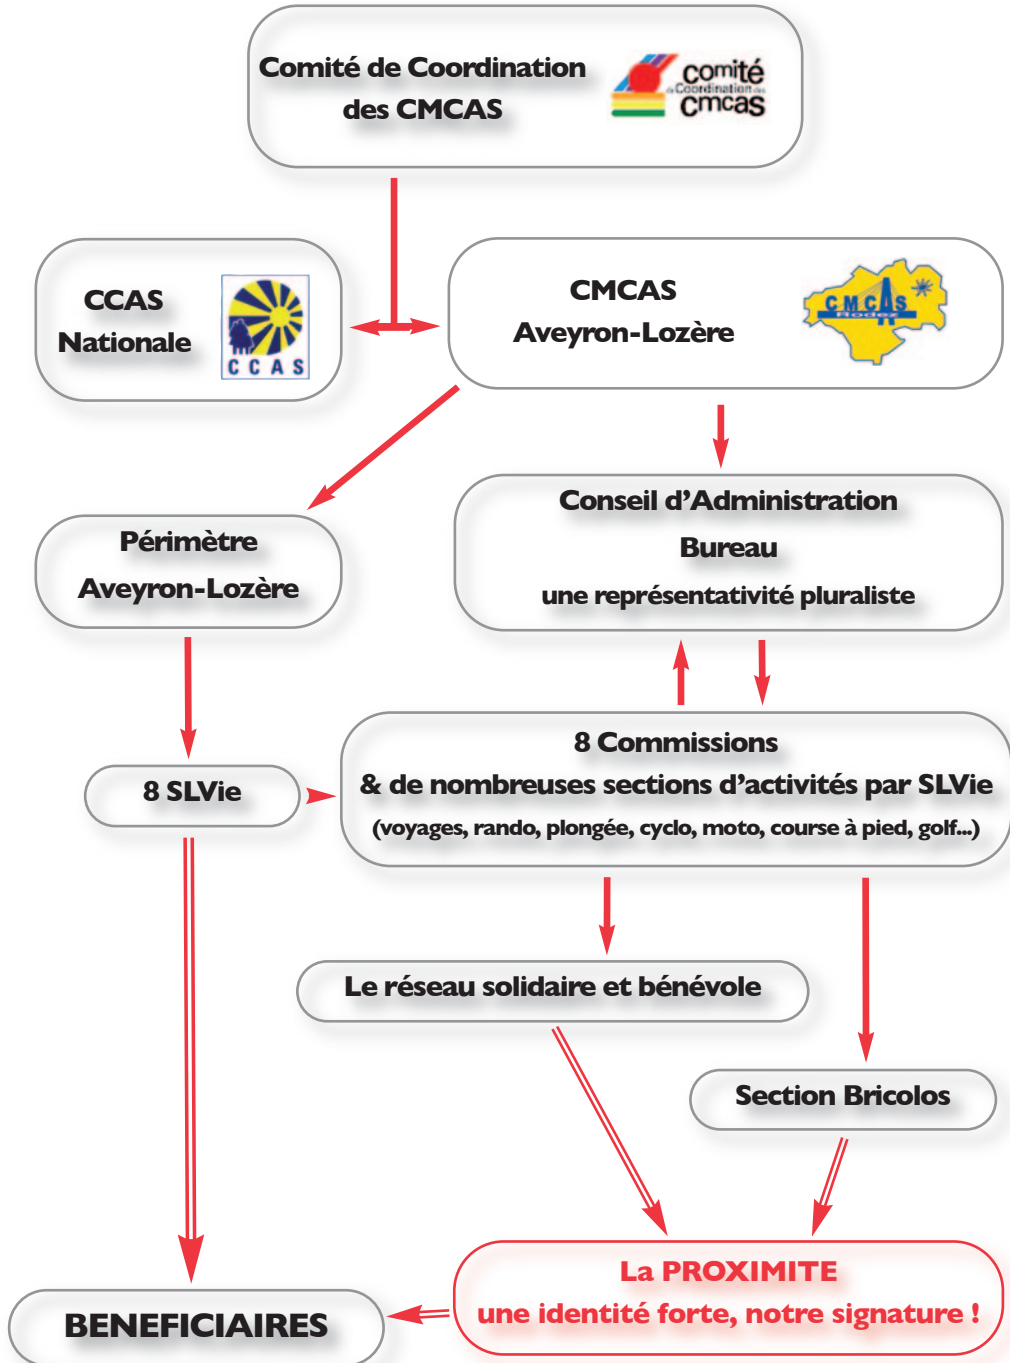 Comité de Coordination
des CMCAS
comité
de Coordination des
cmcas
CCAS
Nationale
CCAS
CMCAS
Aveyron-Lozère
CMCAS
Rodez
Conseil d’Administration
Bureau
une représentativité pluraliste
Périmètre
Aveyron-Lozère
8 SLVie
8 Commissions
& de nombreuses sections d’activités par SLVie
(voyages, rando, plongée, cyclo, moto, course à pied, golf...)
Le réseau solidaire et bénévole
Section Bricolos
La PROXIMITE
une identité forte, notre signature !
BENEFICIAIRES